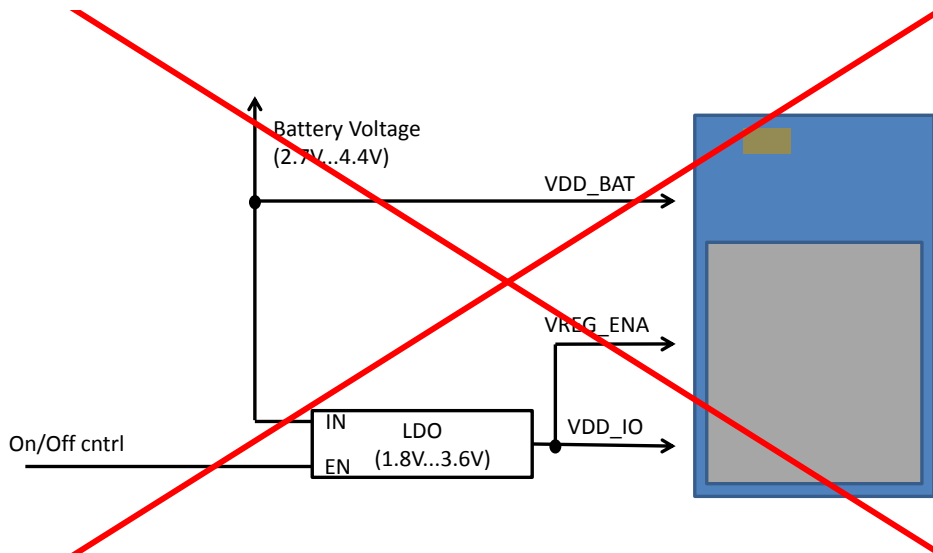 Battery Voltage
(2.7V...4.4V)
VDD_BAT
VREG_ENA
IN
LDO
VDD_IO
On/Off cntrl
EN
(1.8V...3.6V)